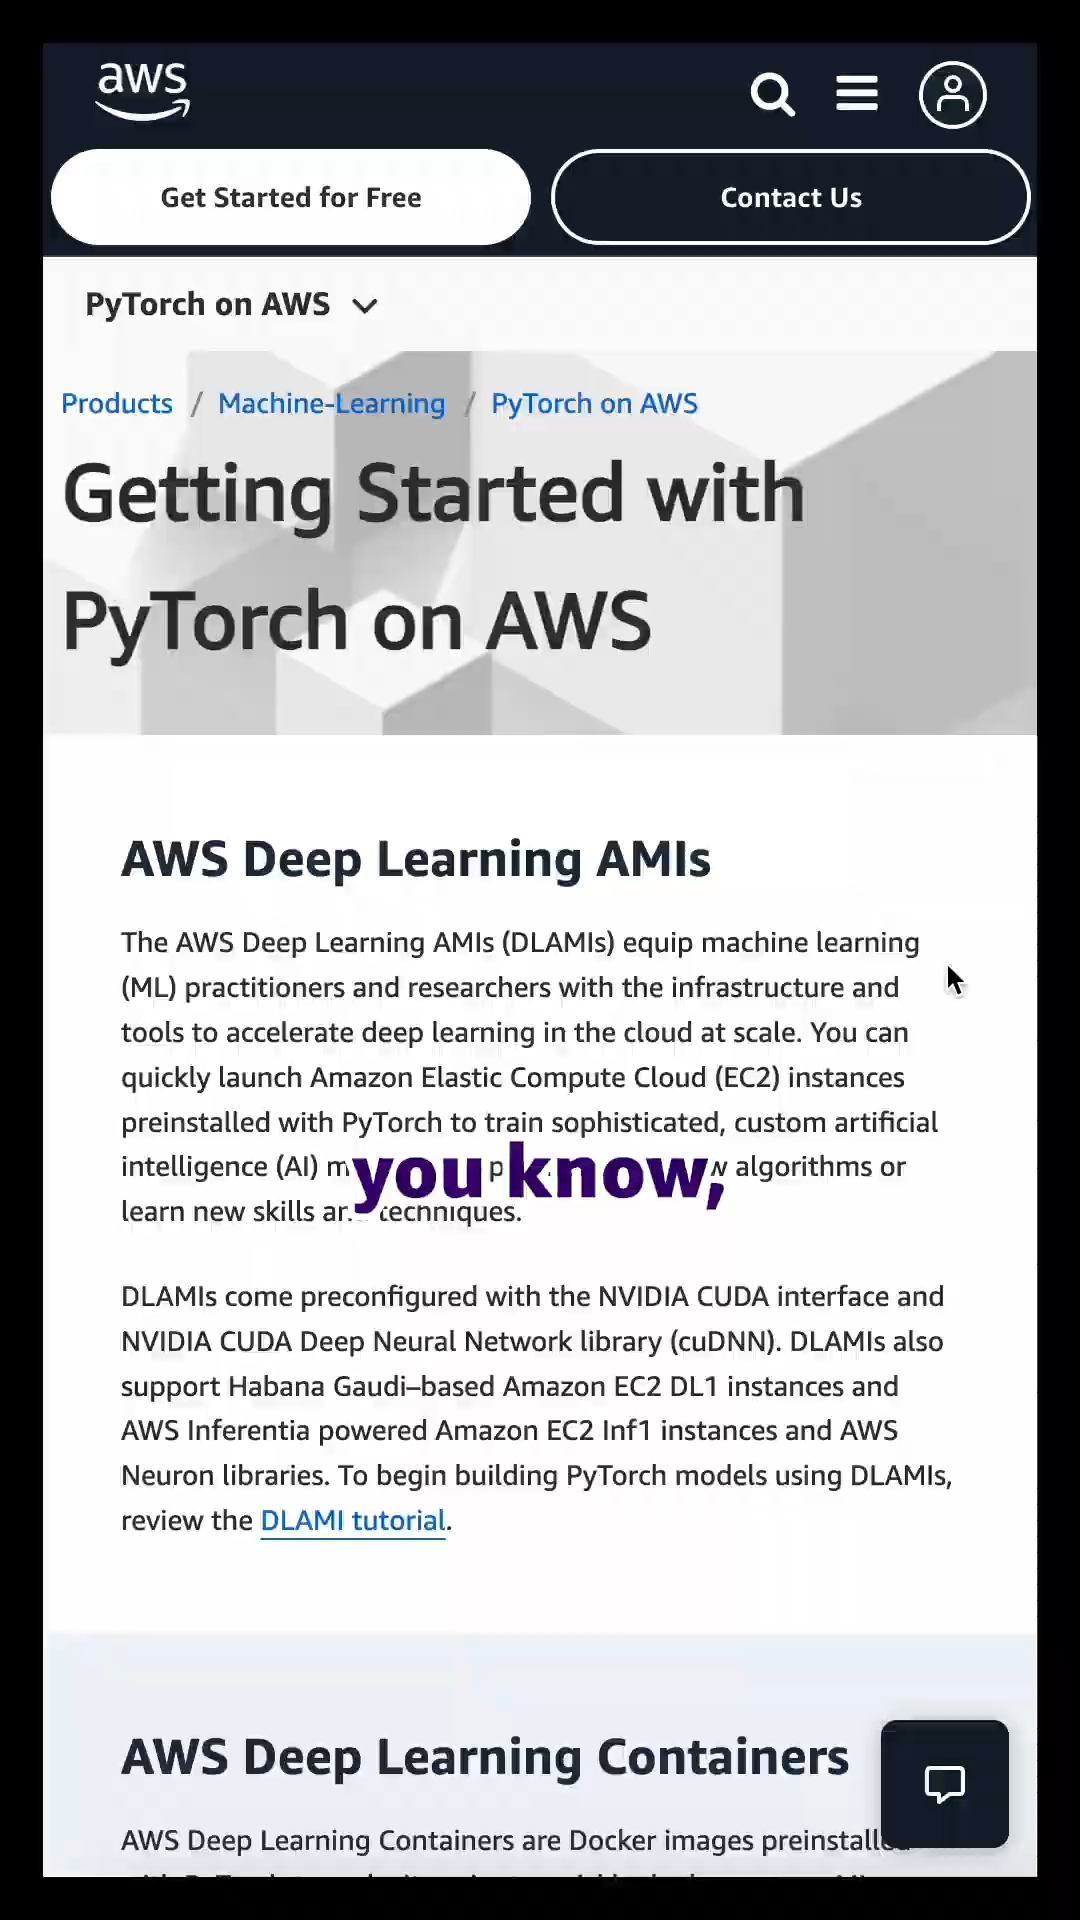 aws
Get Started for Free
Contact Us
PyTorch on AWS
Products / Machine-Learning / PyTorch on AWS
Getting Started with
PyTorch on AWS
AWS Deep Learning AMIs
The AWS Deep Learning AMIs (DLAMIs) equip machine learning
(ML) practitioners and researchers with the infrastructure and
tools to accelerate deep learning in the cloud at scale. You can
quickly launch Amazon Elastic Compute Cloud (EC2) instances
preinstalled with PyTorch to train sophisticated, custom artificial
intelligence (AI) algorithms or
you know,
learn new skills techniques.
DLAMIs come preconfigured with the NVIDIA CUDA interface and
NVIDIA CUDA Deep Neural Network library (cuDNN). DLAMIs also
support Habana Gaudi–based Amazon EC2 DL1 instances and
AWS Inferentia powered Amazon EC2 Inf1 instances and AWS
Neuron libraries. To begin building PyTorch models using DLAMIs,
review the DLAMI tutorial.
AWS Deep Learning Containers
AWS Deep Learning Containers are Docker images